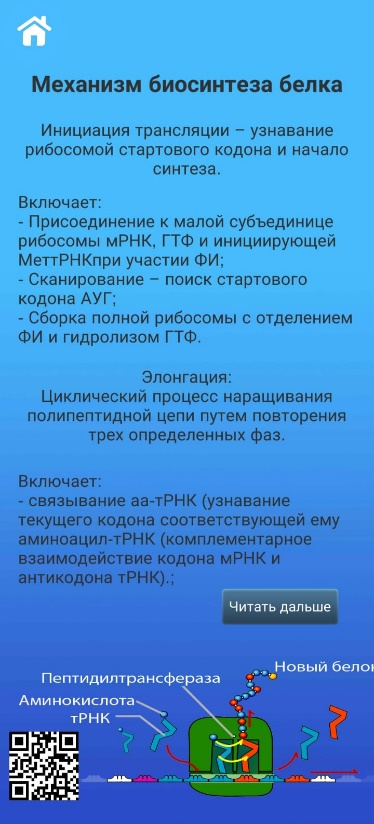 Механизм биосинтеза белка
Инициация трансляции – узнавание
рибосомой стартового кодона и начало
синтеза.
Включает:
- Присоединение к малой субъединице
рибосомы мРНК, ГТФ и инициирующей
МеттРНКпри участии ФИ;
- Сканирование – поиск стартового
кодона АУГ;
- Сборка полной рибосомы с отделением
ФИ и гидролизом ГТФ.
Элонгация:
Циклический процесс наращивания
полипептидной цепи путем повторения
трех определенных фаз.
Включает:
- связывание аа-тРНК (узнавание
текущего кодона соответствующей ему
аминоацил-тРНК (комплементарное
взаимодействие кодона мРНК и
антикодона тРНК).;
Читать дальше
Новый белок
Пептидилтрансфераза
Аминокислота
тРНК